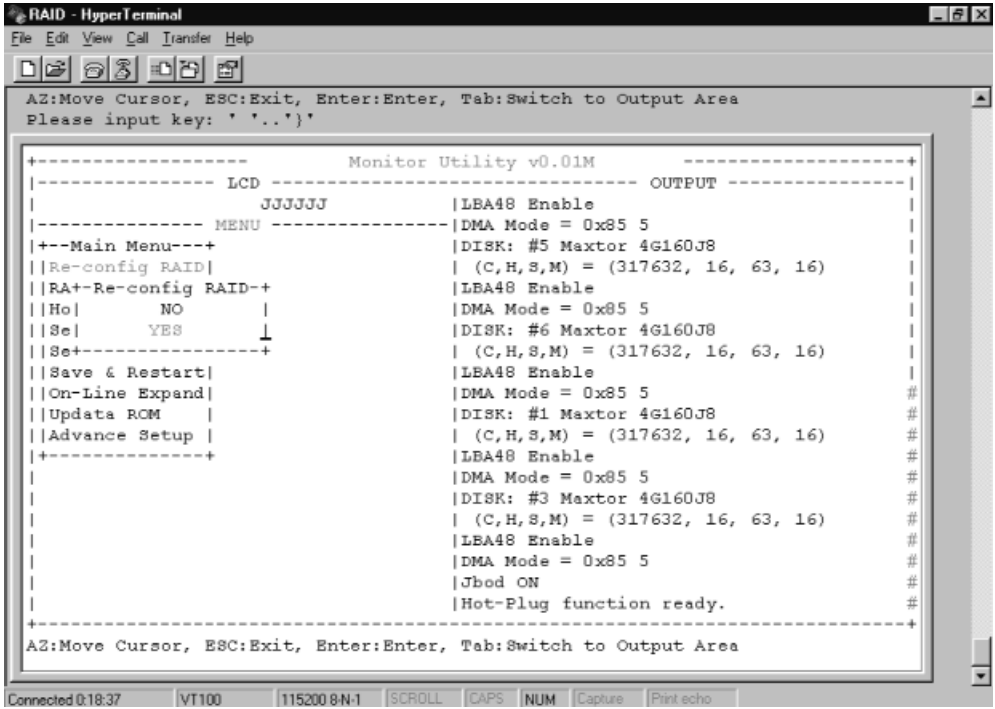 RAID - HyperTerminal
File Edit View Call Transfer Help
AZ:Move Cursor, ESC:Exit, Enter:Enter, Tab:Switch to Output Area
Please input key: ' '..'}'
+------------------- Monitor Utility v0.01M --------------------+
|---------------- LCD --------------------------------- OUTPUT ----------------|
| JJJJJJ |LBA48 Enable |
|--------------- MENU ----------------|DMA Mode = 0x85 5 |
|+--Main Menu---+ |DISK: #5 Maxtor 4G160J8 |
||Re-config RAID| | (C,H,S,M) = (317632, 16, 63, 16) |
||RA+-Re-config RAID-+ |LBA48 Enable |
||Ho| NO | |DMA Mode = 0x85 5 |
||Se| YES | |DISK: #6 Maxtor 4G160J8 |
||Se+----------------+ | (C,H,S,M) = (317632, 16, 63, 16) |
||Save & Restart| |LBA48 Enable |
||On-Line Expand| |DMA Mode = 0x85 5 #
||Updata ROM | |DISK: #1 Maxtor 4G160J8 #
||Advance Setup | | (C,H,S,M) = (317632, 16, 63, 16) #
|+--------------+ |LBA48 Enable #
| |DMA Mode = 0x85 5 #
| |DISK: #3 Maxtor 4G160J8 #
| | (C,H,S,M) = (317632, 16, 63, 16) #
| |LBA48 Enable #
| |DMA Mode = 0x85 5 #
| |Jbod ON #
| |Hot-Plug function ready. #
+------------------------------------------------------------------------------+
AZ:Move Cursor, ESC:Exit, Enter:Enter, Tab:Switch to Output Area
Connected 0:18:37 VT100 115200 8-N-1 SCROLL CAPS NUM Capture Print echo